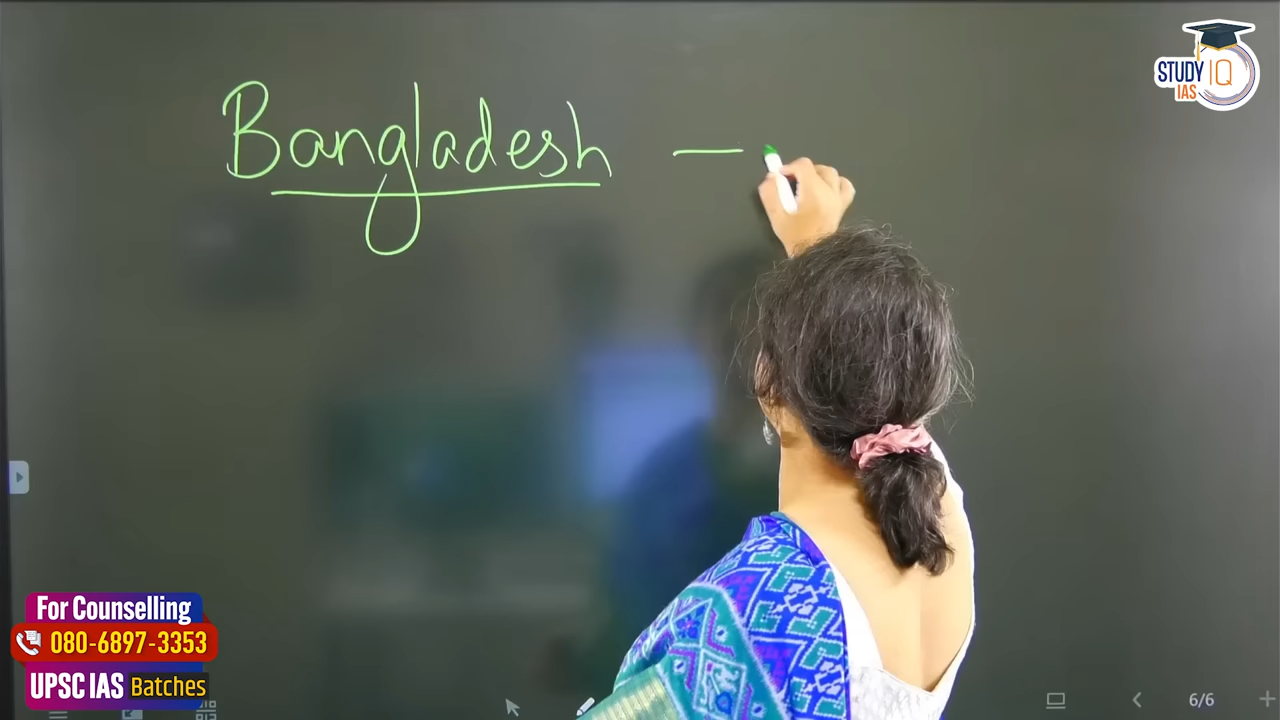 Bangladesh —
STUDY IQ
IAS
For Counselling
080-6897-3353
UPSC IAS Batches
6/6